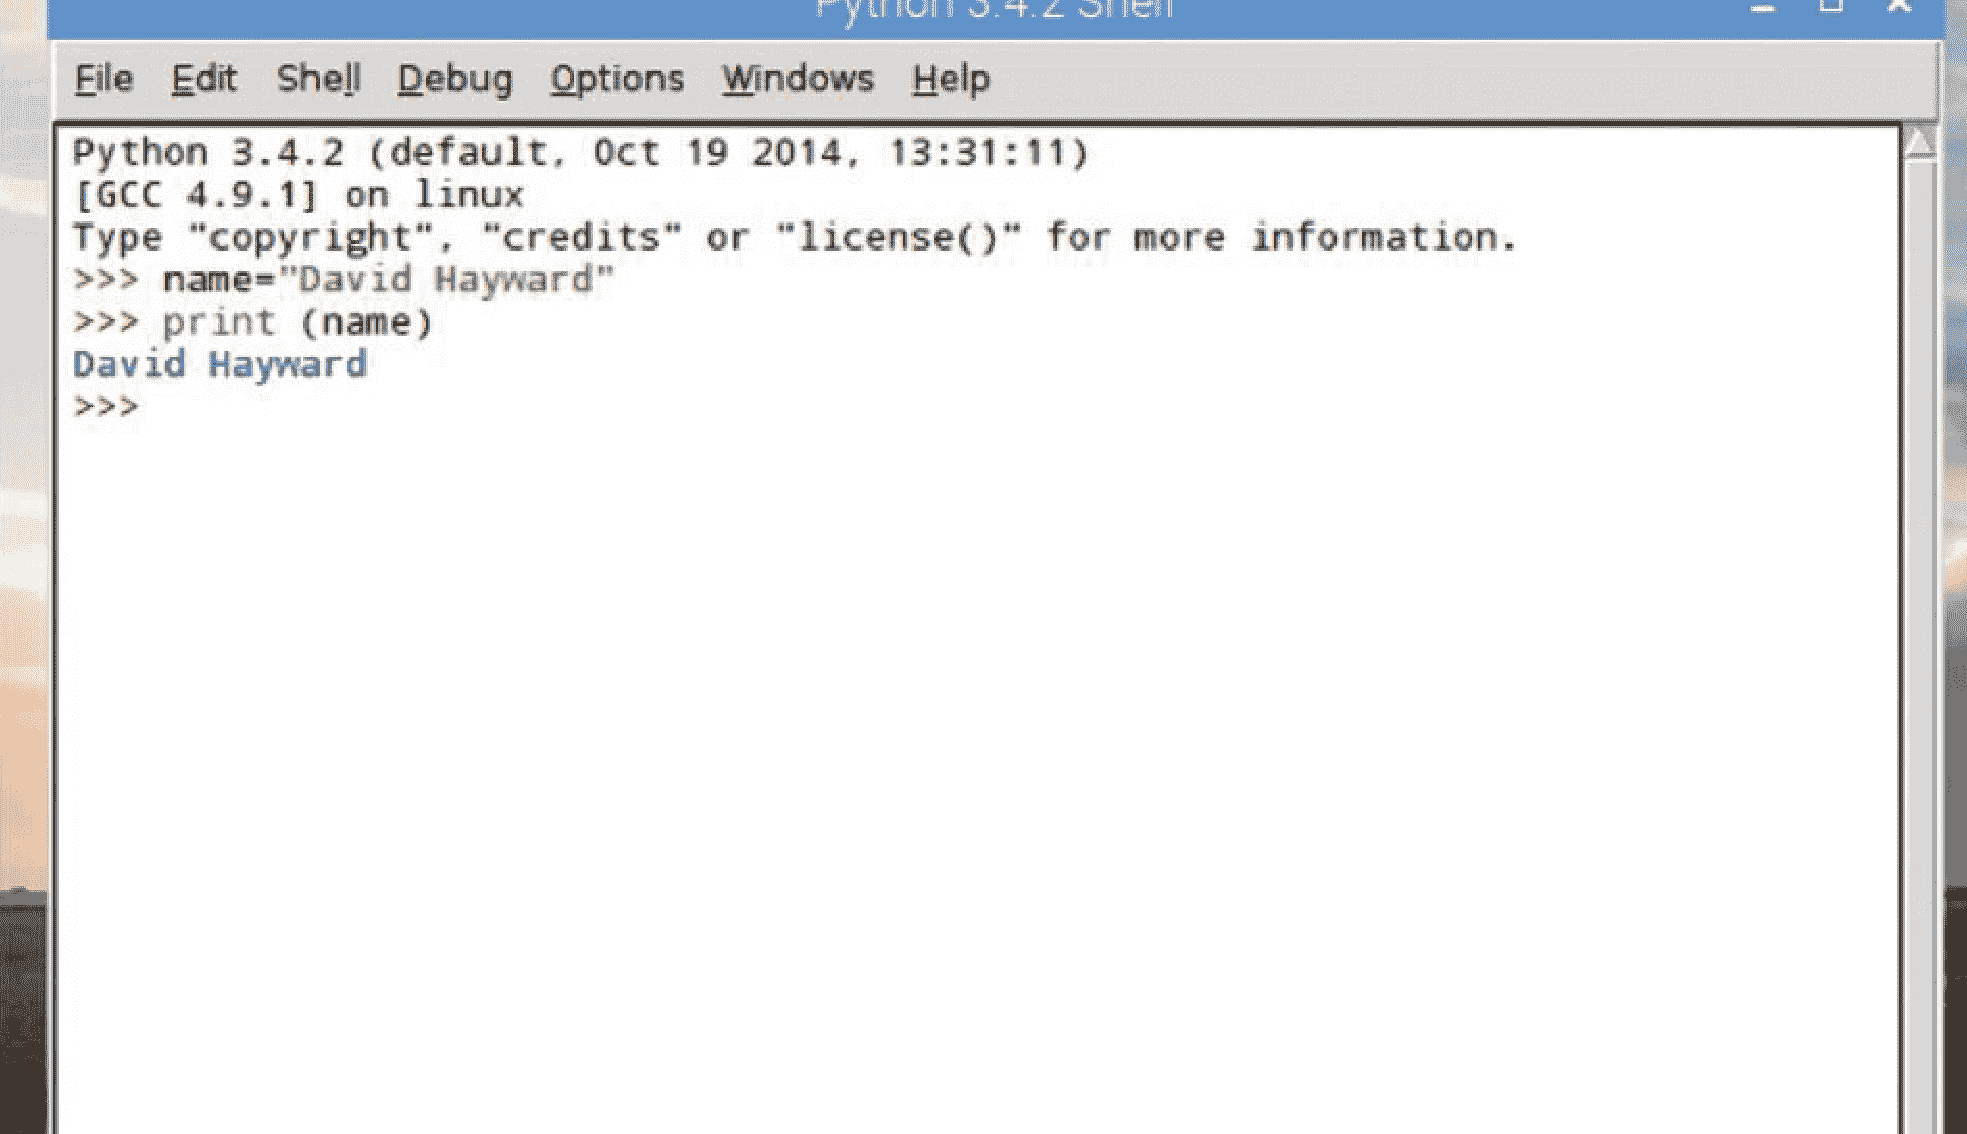 Python 3.4.2 Shell
File Edit Shell Debug Options Windows Help
Python 3.4.2 (default, Oct 19 2014, 13:31:11)
[GCC 4.9.1] on linux
Type "copyright", "credits" or "license()" for more information.
>>> name="David Hayward"
>>> print (name)
David Hayward
>>>